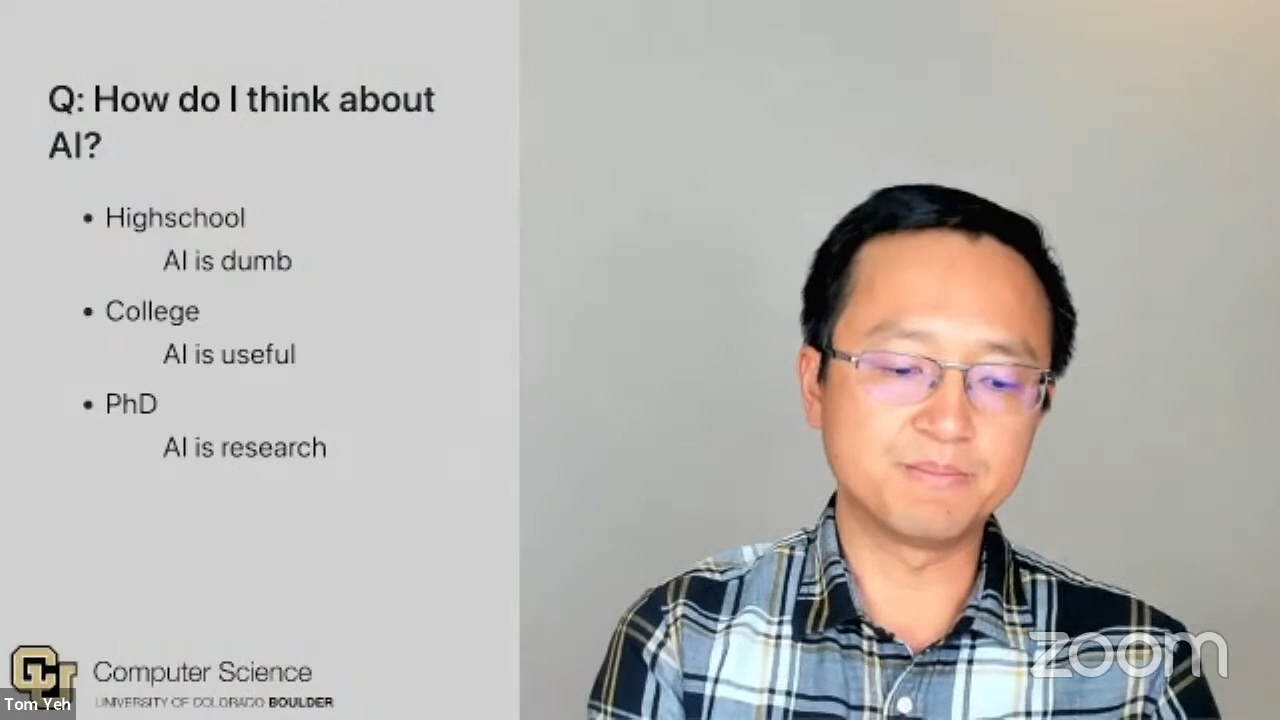 Q: How do I think about
AI?
• Highschool
AI is dumb
• College
AI is useful
• PhD
AI is research
Computer Science
UNIVERSITY OF COLORADO BOULDER
Tom Yeh
zoom